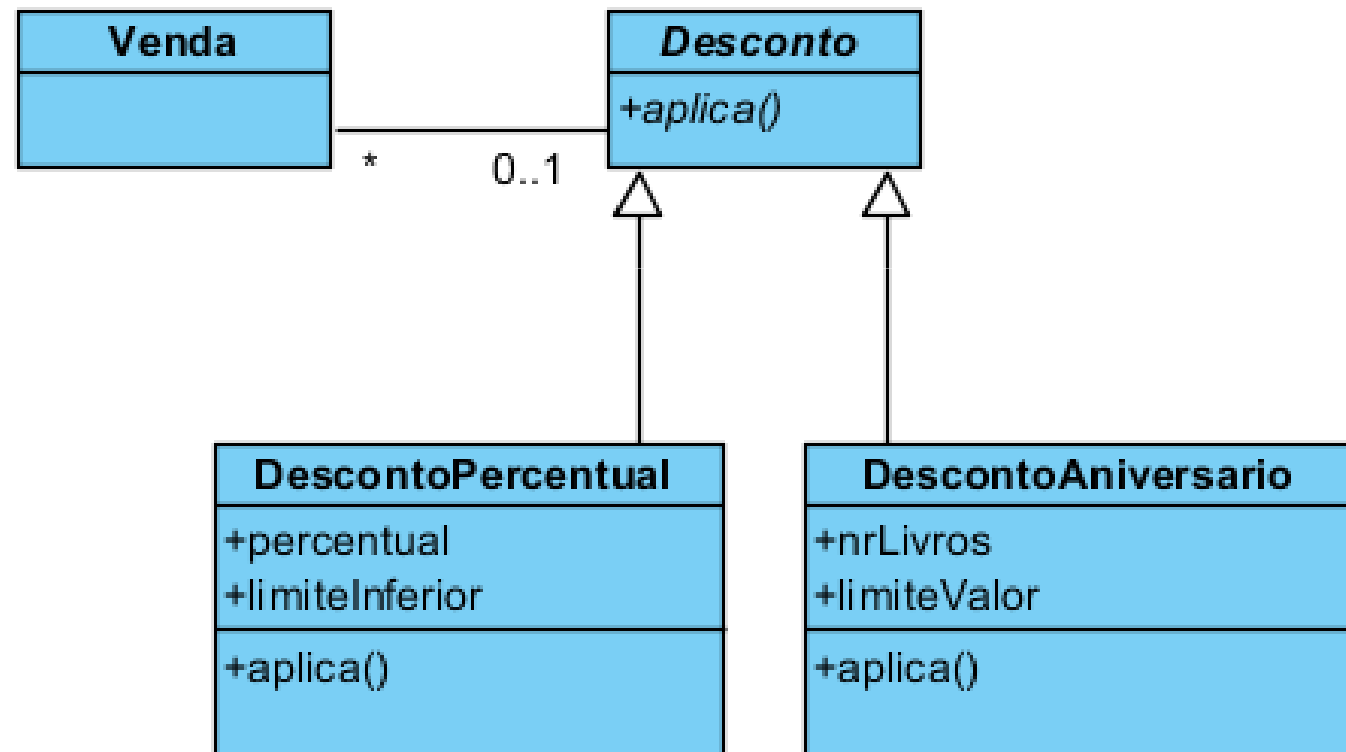 Venda
Desconto
+aplica()
*
0..1
DescontoPercentual
+percentual
+limiteInferior
+aplica()
DescontoAniversario
+nrLivros
+limiteValor
+aplica()